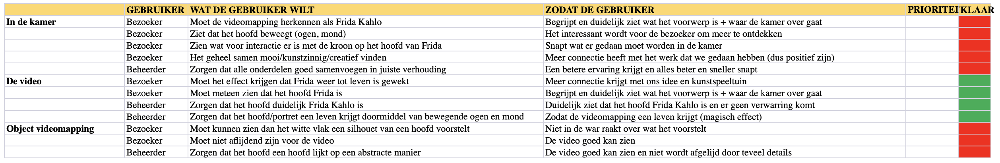 GEBRUIKER WAT DE GEBRUIKER WILT ZODAT DE GEBRUIKER PRIORITEIT KLAAR
In de kamer Bezoeker Moet de videomapping herkennen als Frida Kahlo Begrijpt en duidelijk ziet wat het voorwerp is + waar de kamer over gaat
Bezoeker Ziet dat het hoofd beweegt (ogen, mond) Het interessant wordt voor de bezoeker om meer te ontdekken
Bezoeker Zien wat voor interactie er is met de kroon op het hoofd van Frida Snapt wat er gedaan moet worden in de kamer
Bezoeker Het geheel samen mooi/kunstzinnig/creatief vinden Meer connectie heeft met het werk dat we gedaan hebben (dus positief zijn)
Beheerder Zorgen dat alle onderdelen goed samenvoegen in juiste verhouding Een betere ervaring krijgt en alles beter en sneller snapt
De video Bezoeker Moet het effect krijgen dat Frida weer tot leven is gewekt Meer connectie krijgt met ons idee en kunstspeeltuin
Bezoeker Moet meteen zien dat het hoofd Frida is Begrijpt en duidelijk ziet wat het voorwerp is + waar de kamer over gaat
Beheerder Zorgen dat het hoofd duidelijk Frida Kahlo is Duidelijk ziet dat het hoofd Frida Kahlo is en er geen verwarring komt
Beheerder Zorgen dat het hoofd/portret een leven krijgt doormiddel van bewegende ogen en mond Zodat de videomapping een leven krijgt (magisch effect)
Object videomapping Bezoeker Moet kunnen zien dan het witte vlak een silhouet van een hoofd voorstelt Niet in de war raakt over wat het voorstelt
Bezoeker Moet niet aflijdend zijn voor de video De video goed kan zien
Beheerder Zorgen dat het hoofd een hoofd lijkt op een abstracte manier De video goed kan zien en niet wordt afgelijd door teveel details